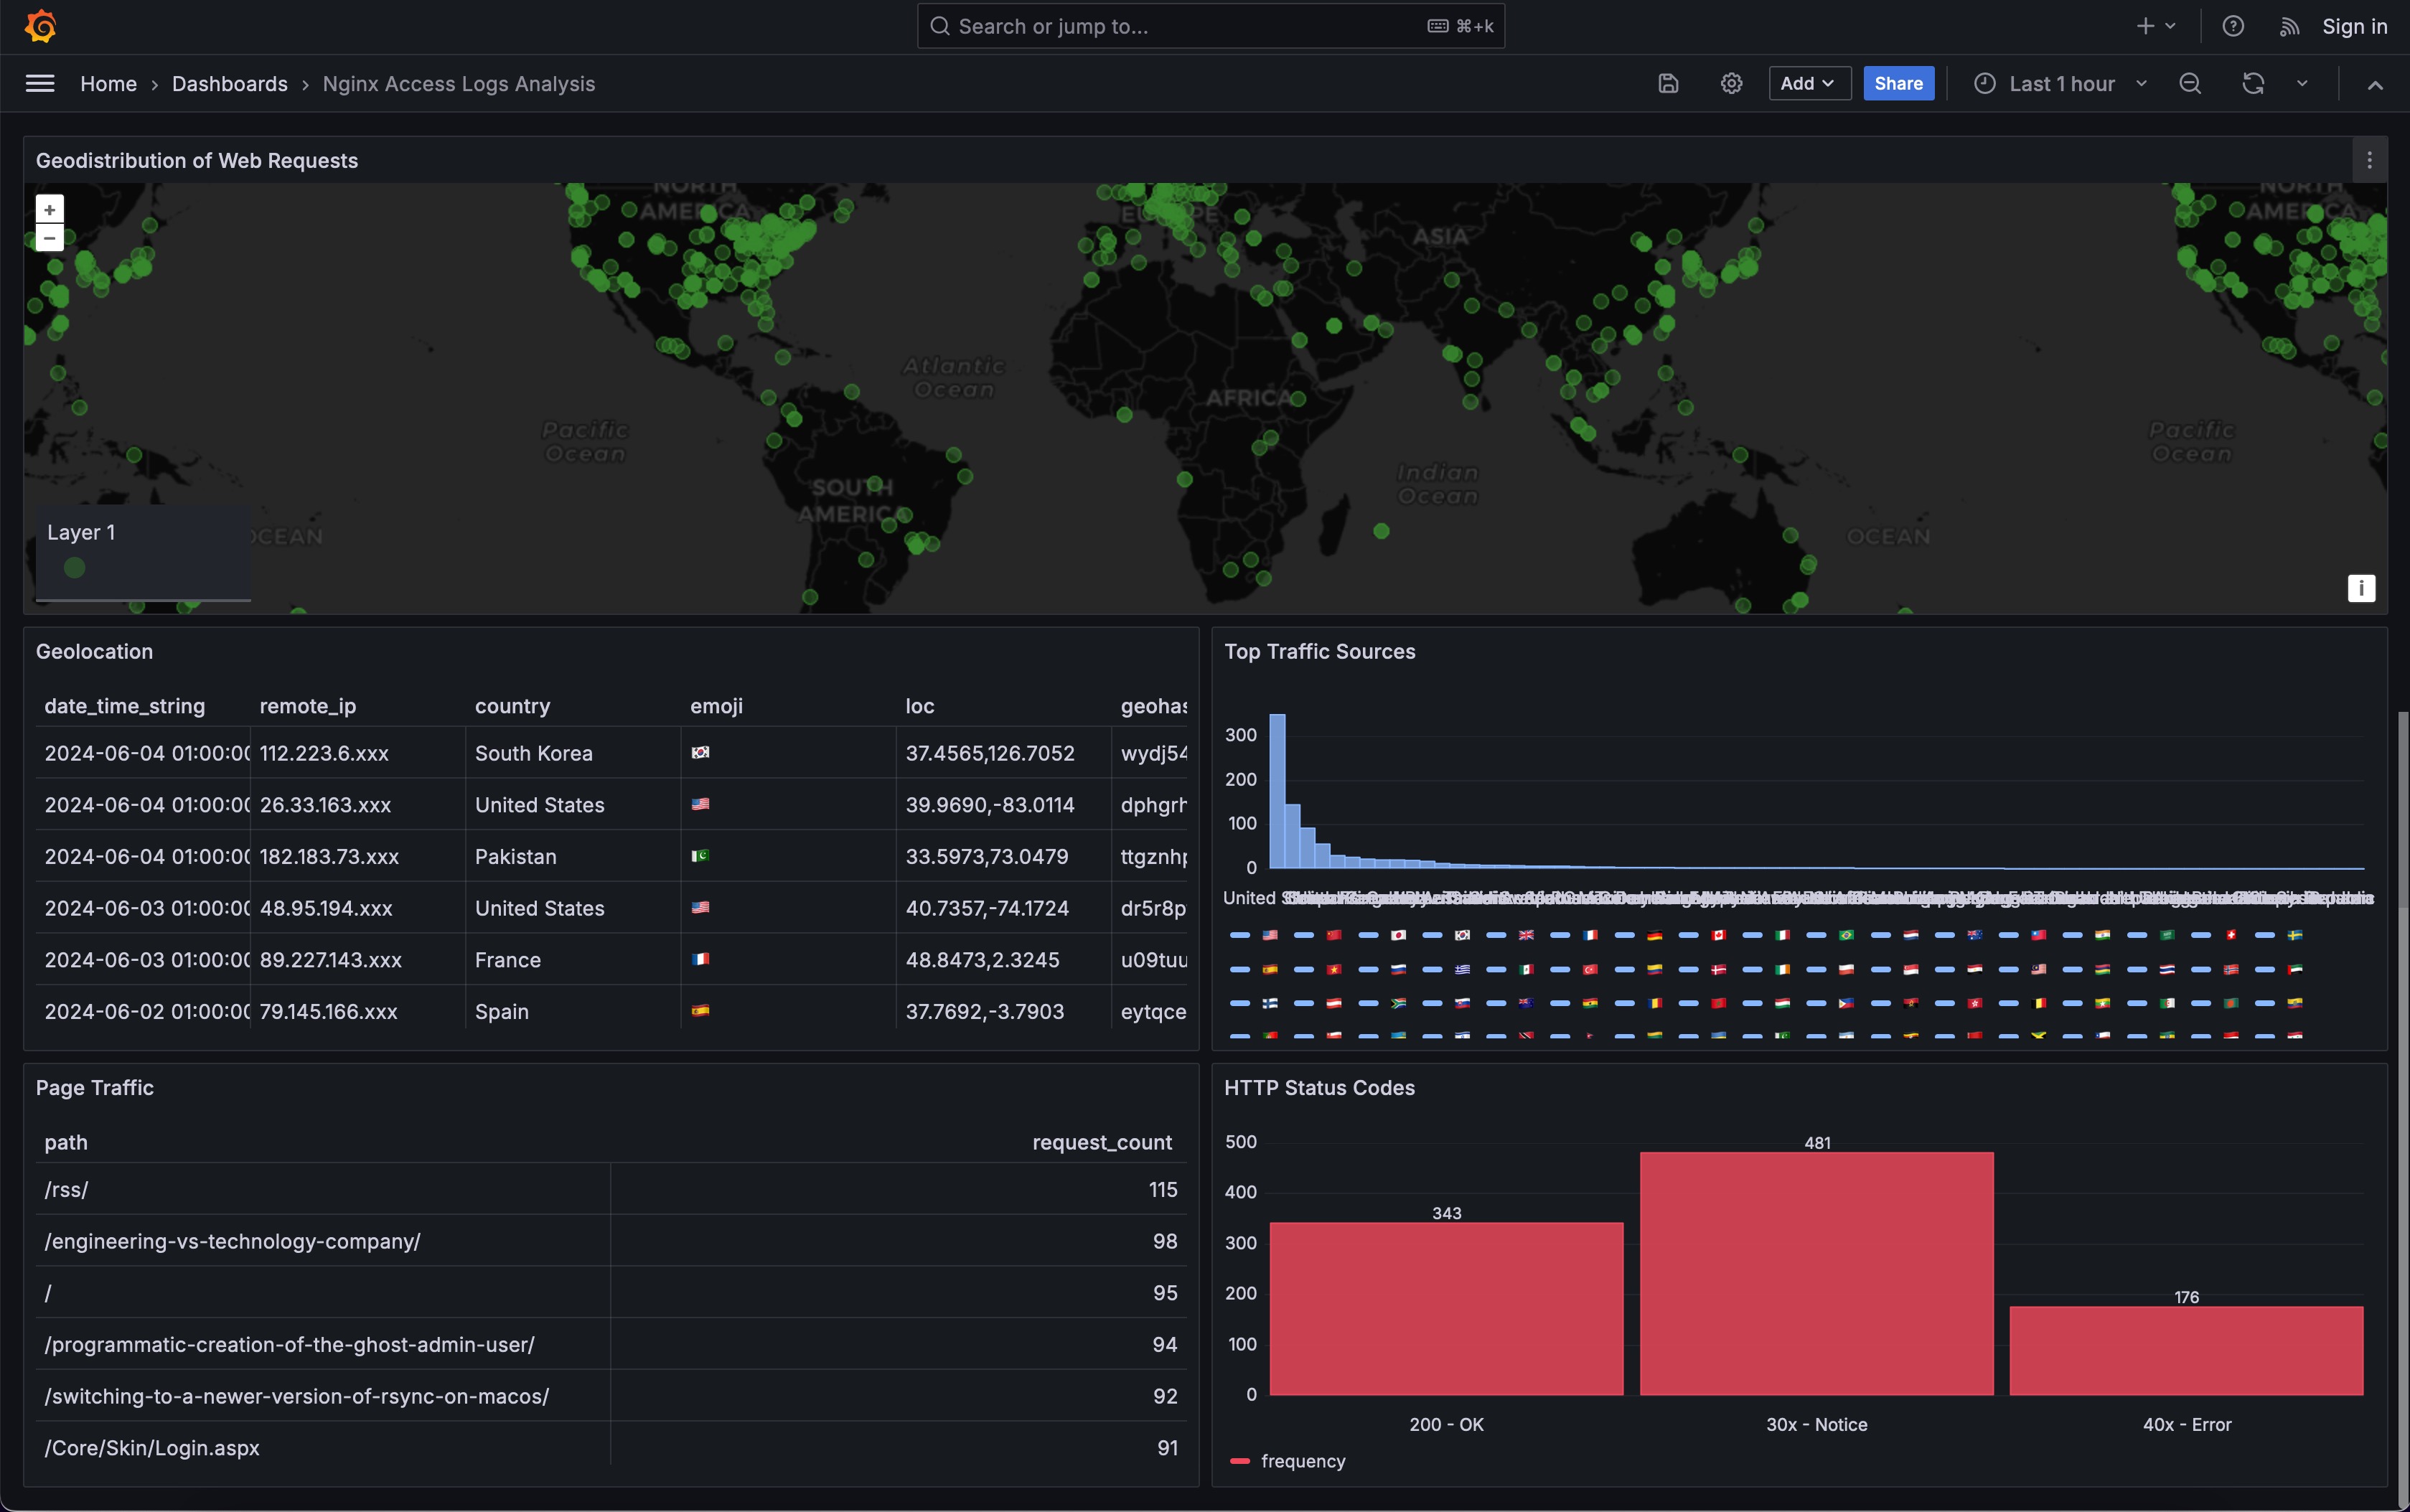 Search or jump to...
⌘+k
Sign in
Home › Dashboards › Nginx Access Logs Analysis
Add
Share
Last 1 hour
Geodistribution of Web Requests
+
−
NORTH AMERICA
EUROPE
ASIA
NORTH AMERICA
Atlantic Ocean
AFRICA
Pacific Ocean
Pacific Ocean
Indian Ocean
SOUTH AMERICA
OCEAN
OCEAN
Layer 1
i
Geolocation
date_time_string remote_ip country emoji loc
2024-06-04 01:00:00 112.223.6.xxx South Korea 37.4565,126.7052 wydj54
2024-06-04 01:00:00 26.33.163.xxx United States 39.9690,-83.0114
2024-06-04 01:00:00 182.183.73.xxx Pakistan 33.5973,73.0479
2024-06-03 01:00:00 48.95.194.xxx United States 40.7357,-74.1724 dr5r8p
2024-06-03 01:00:00 89.227.143.xxx France 48.8473,2.3245 u09tuu
2024-06-02 01:00:00 79.145.166.xxx Spain 37.7692,-3.7903 eytqce
Top Traffic Sources
300
200
100
0
United
Page Traffic
path request_count
/rss/ 115
/engineering-vs-technology-company/ 98
/ 95
/programmatic-creation-of-the-ghost-admin-user/ 94
/switching-to-a-newer-version-of-rsync-on-macos/ 92
/Core/Skin/Login.aspx 91
HTTP Status Codes
500
400
300
200
100
0
343
481
176
200 - OK
30x - Notice
40x - Error
frequency